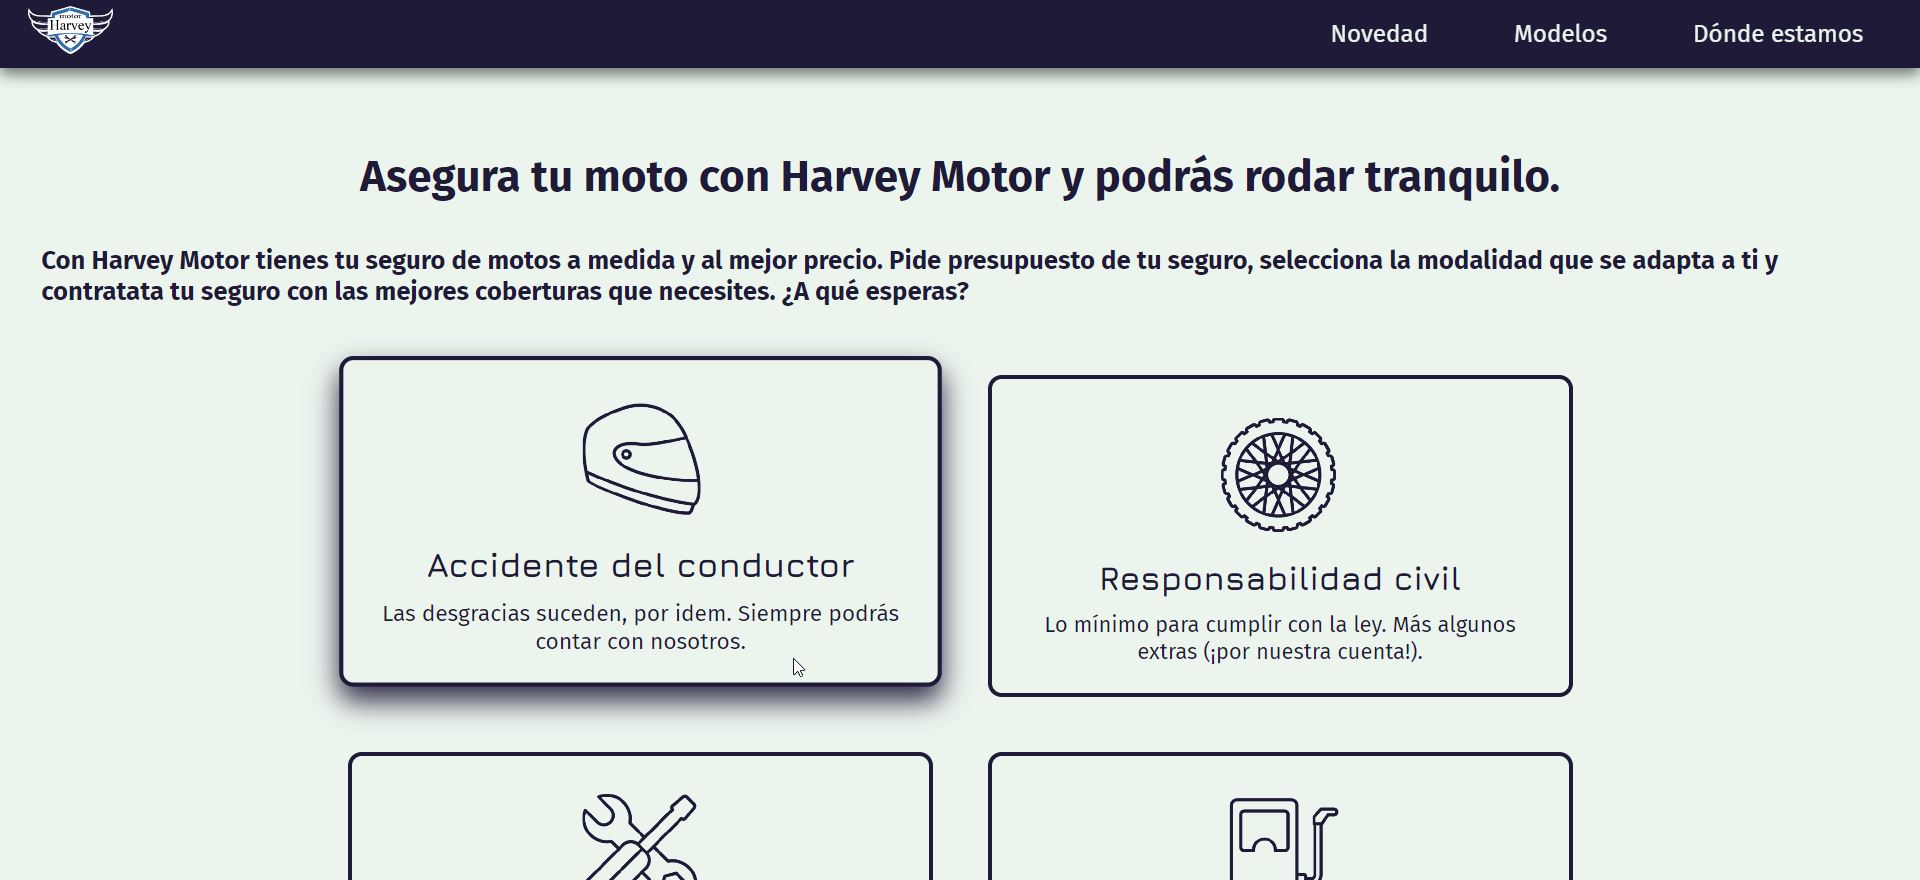 motor
Harvey
Novedad
Modelos
Dónde estamos
Asegura tu moto con Harvey Motor y podrás rodar tranquilo.
Con Harvey Motor tienes tu seguro de motos a medida y al mejor precio. Pide presupuesto de tu seguro, selecciona la modalidad que se adapta a ti y
contratata tu seguro con las mejores coberturas que necesites. ¿A qué esperas?
Accidente del conductor
Las desgracias suceden, por idem. Siempre podrás
contar con nosotros.
Responsabilidad civil
Lo mínimo para cumplir con la ley. Más algunos
extras (¡por nuestra cuenta!).